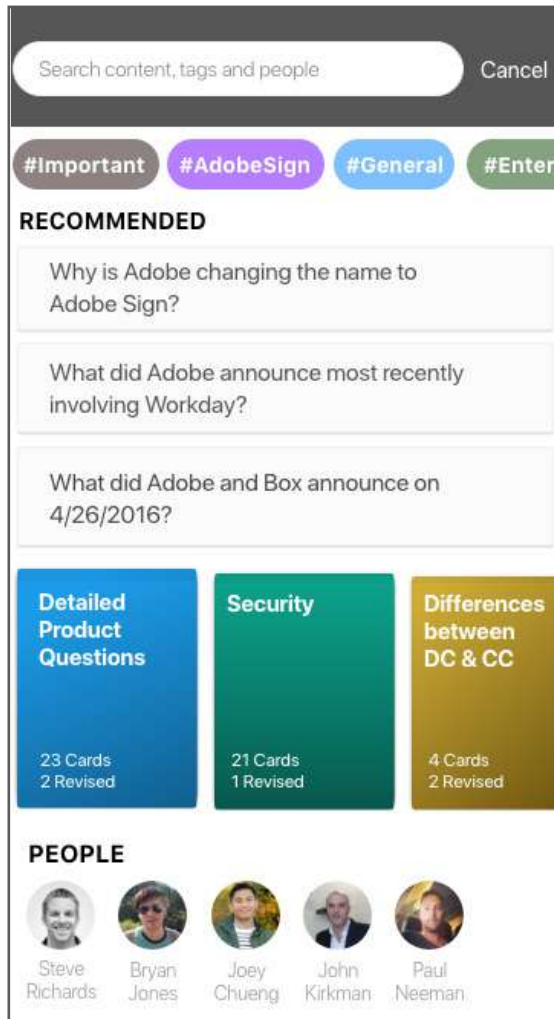 Search content, tags and people
Cancel
#Important #AdobeSign #General #Enter
RECOMMENDED
Why is Adobe changing the name to
Adobe Sign?
What did Adobe announce most recently
involving Workday?
What did Adobe and Box announce on
4/26/2016?
Detailed
Product
Questions
23 Cards
2 Revised
Security
21 Cards
1 Revised
Differences
between
DC & CC
4 Cards
2 Revised
PEOPLE
Steve
Richards
Bryan
Jones
Joey
Chueng
John
Kirkman
Paul
Neeman